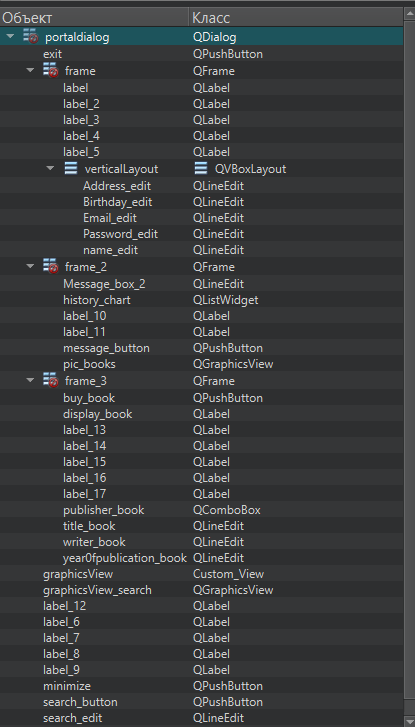 Объект Класс
portaldialog QDialog
exit QPushButton
frame QFrame
label QLabel
label_2 QLabel
label_3 QLabel
label_4 QLabel
label_5 QLabel
verticalLayout QVBoxLayout
Address_edit QLineEdit
Birthday_edit QLineEdit
Email_edit QLineEdit
Password_edit QLineEdit
name_edit QLineEdit
frame_2 QFrame
Message_box_2 QLineEdit
history_chart QListWidget
label_10 QLabel
label_11 QLabel
message_button QPushButton
pic_books QGraphicsView
frame_3 QFrame
buy_book QPushButton
display_book QLabel
label_13 QLabel
label_14 QLabel
label_15 QLabel
label_16 QLabel
label_17 QLabel
publisher_book QComboBox
title_book QLineEdit
writer_book QLineEdit
year0fpublication_book QLineEdit
graphicsView Custom_View
graphicsView_search QGraphicsView
label_12 QLabel
label_6 QLabel
label_7 QLabel
label_8 QLabel
label_9 QLabel
minimize QPushButton
search_button QPushButton
search_edit QLineEdit